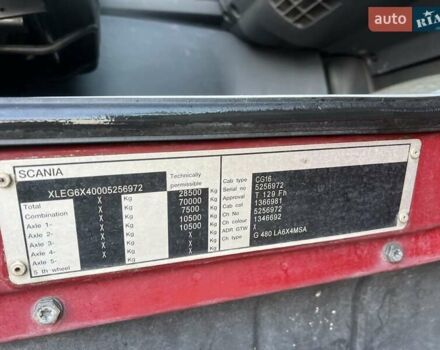 auto RIA
SCANIA
XLEG6X40005256972
Technically
permissible
Total X Kg 28500 Kg
Combination X Kg 70000 Kg
Axle 1- X Kg 7500 Kg
Axle 2- X Kg 10500 Kg
Axle 3- X Kg 10500 Kg
Axle 4- X Kg X Kg
Axle 5- X Kg X Kg
5 th wheel X Kg X Kg
Cab type CG16
Serial no 5256972
Approval T 129 Fh
Cab col 1366981
Ch No 5256972
Ch colour 1346692
ADR GTW X
Ch type G 480 LA6X4MSA